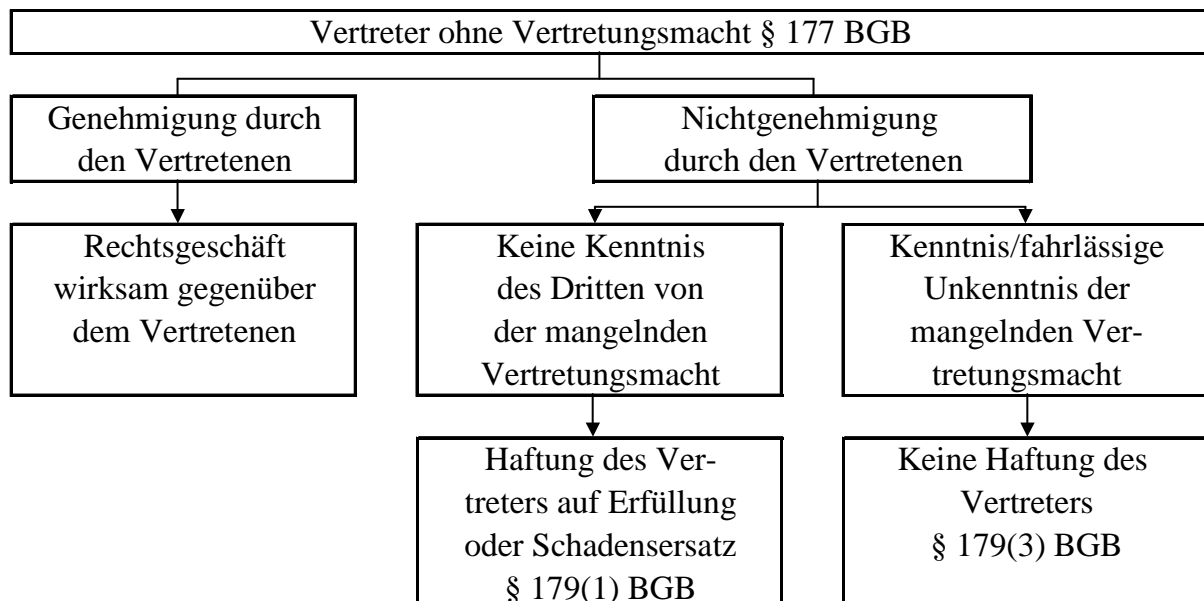 Vertreter ohne Vertretungsmacht § 177 BGB
Genehmigung durch
den Vertretenen
Nichtgenehmigung
durch den Vertretenen
Rechtsgeschäft
wirksam gegenüber
dem Vertretenen
Keine Kenntnis
des Dritten von
der mangelnden
Vertretungsmacht
Kenntnis/fahrlässige
Unkenntnis der
mangelnden Ver-
tretungsmacht
Haftung des Ver-
treters auf Erfüllung
oder Schadensersatz
§ 179(1) BGB
Keine Haftung des
Vertreters
§ 179(3) BGB